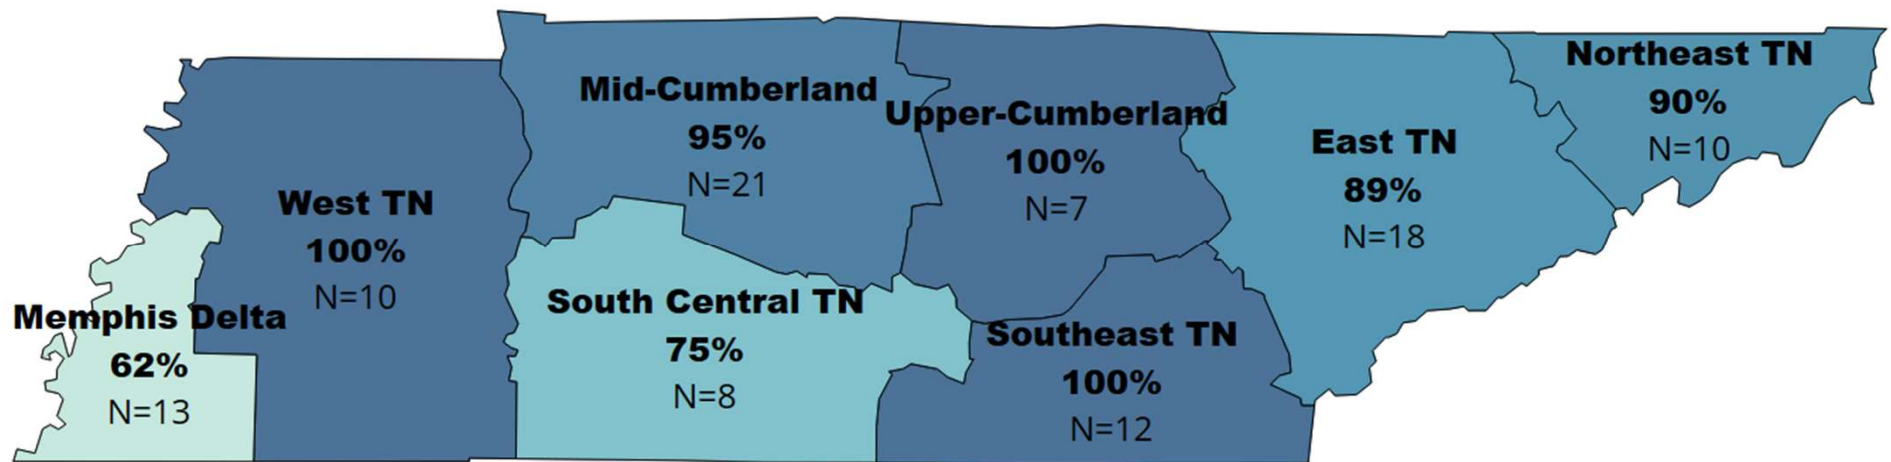 Memphis Delta
62%
N=13
West TN
100%
N=10
Mid-Cumberland
95%
N=21
South Central TN
75%
N=8
Upper-Cumberland
100%
N=7
Southeast TN
100%
N=12
East TN
89%
N=18
Northeast TN
90%
N=10